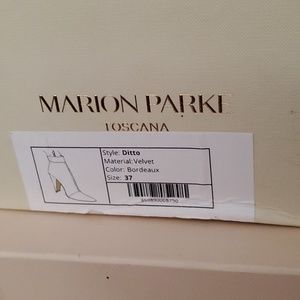 MARION PARKE
TOSCANA
Style: Ditto
Material: Velvet
Color: Bordeaux
Size: 37